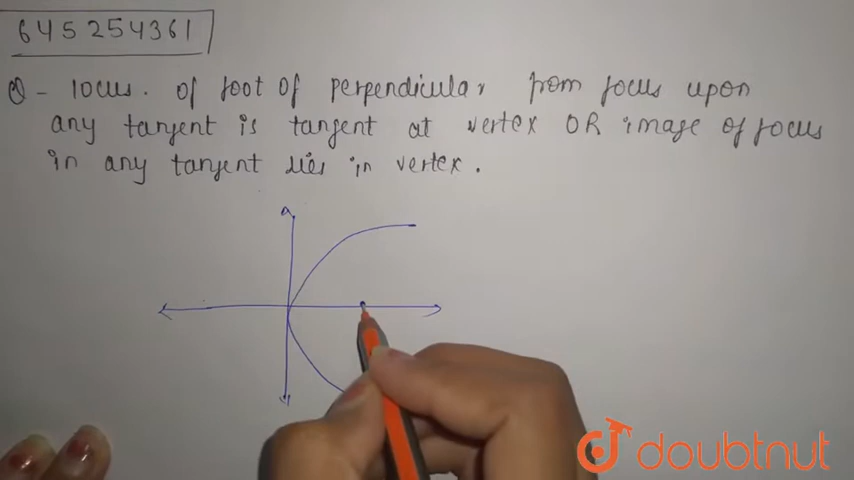 645254361
Q - locus. of foot of perpendicular from focus upon
any tangent is tangent at vertex OR image of focus
in any tangent lies in vertex.
doubtnut